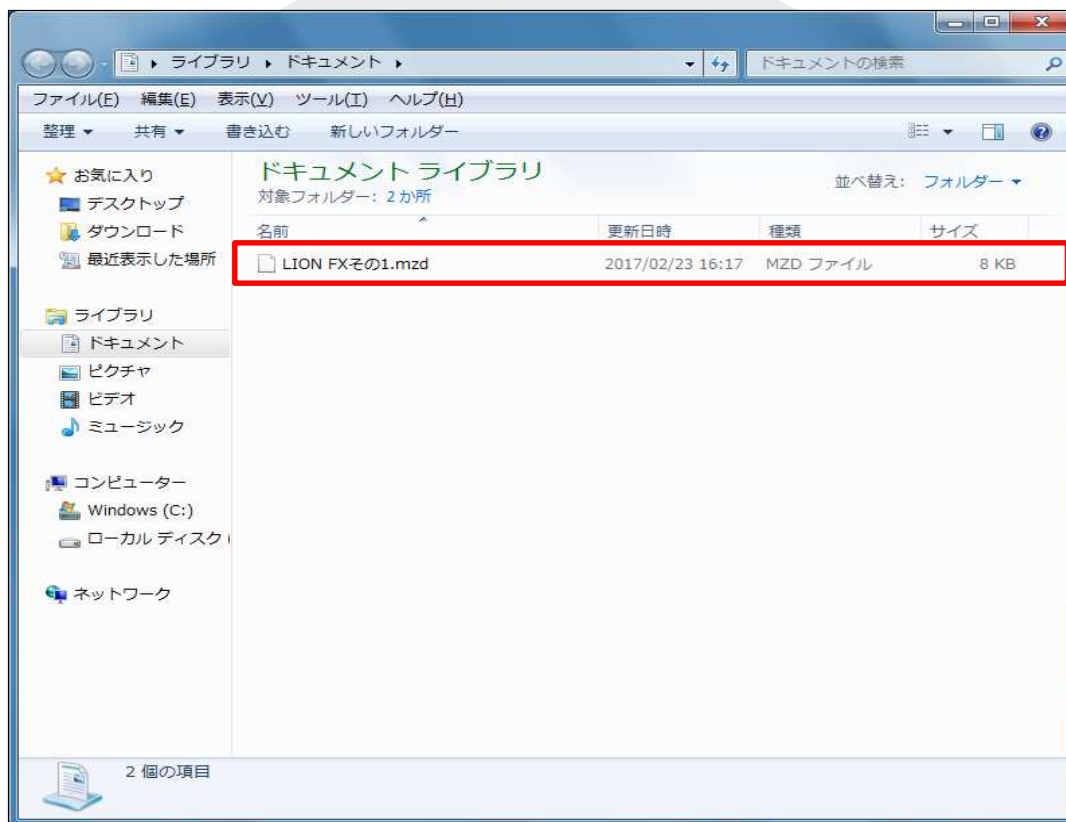 ライブラリ ドキュメント ドキュメントの検索
ファイル(F) 編集(E) 表示(V) ツール(T) ヘルプ(H)
整理 共有 書き込む 新しいフォルダー
お気に入り
デスクトップ
ダウンロード
最近表示した場所
ライブラリ
ドキュメント
ピクチャ
ビデオ
ミュージック
コンピューター
Windows (C:)
ローカル ディスク (
ネットワーク
ドキュメント ライブラリ
対象フォルダー: 2 か所
並べ替え: フォルダー
名前 更新日時 種類 サイズ
LION FXその1.mzd 2017/02/23 16:17 MZD ファイル 8 KB
2 個の項目